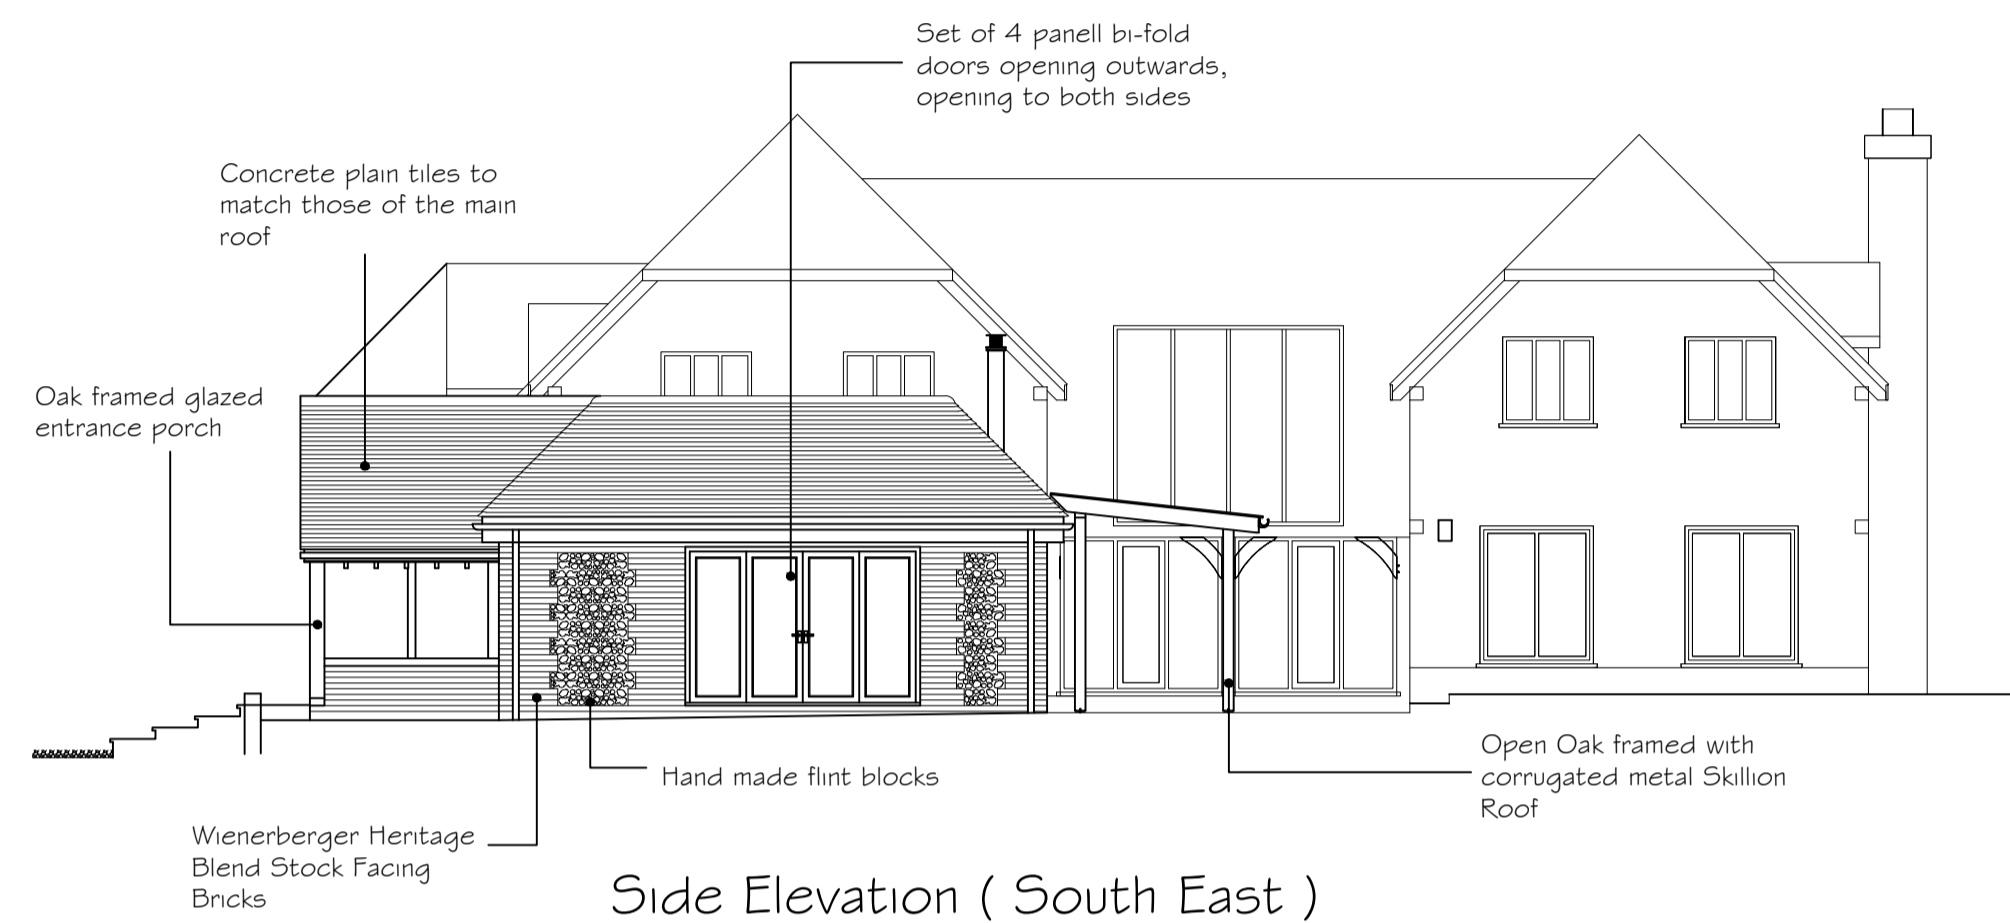 Set of 4 panell bi-fold
doors opening outwards,
opening to both sides
Concrete plain tiles to
match those of the main
roof
Oak framed glazed
entrance porch
Open Oak framed with
corrugated metal Skillion
Roof
Hand made flint blocks
Wienerberger Heritage
Blend Stock Facing
Bricks
Side Elevation ( South East )